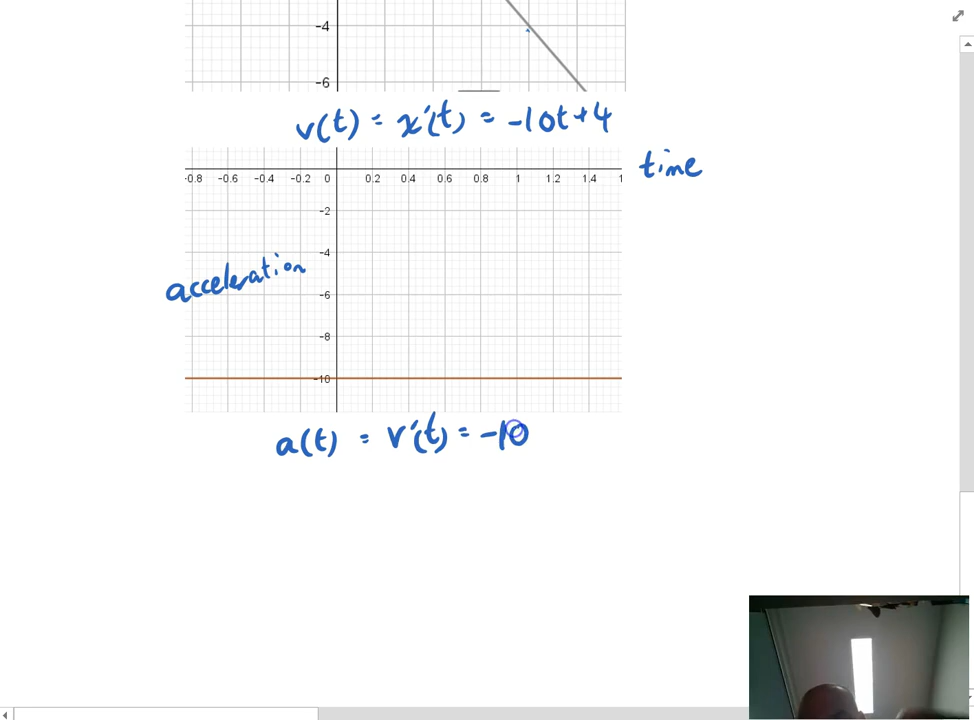 -4
-6
v(t) = x'(t) = -10t+4
time
-0.8 -0.6 -0.4 -0.2 0 0.2 0.4 0.6 0.8 1 1.2 1.4 1
-2
-4
acceleration
-6
-8
-10
a(t) = v'(t) = -10